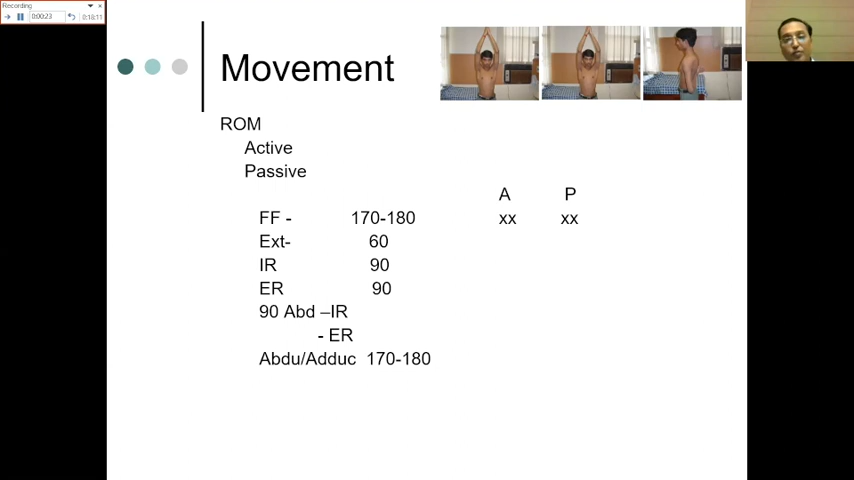 Recording
0:00:23
0:16:11
Movement
ROM
Active
Passive
A P
FF - 170-180 xx xx
Ext- 60
IR 90
ER 90
90 Abd –IR
- ER
Abdu/Adduc 170-180